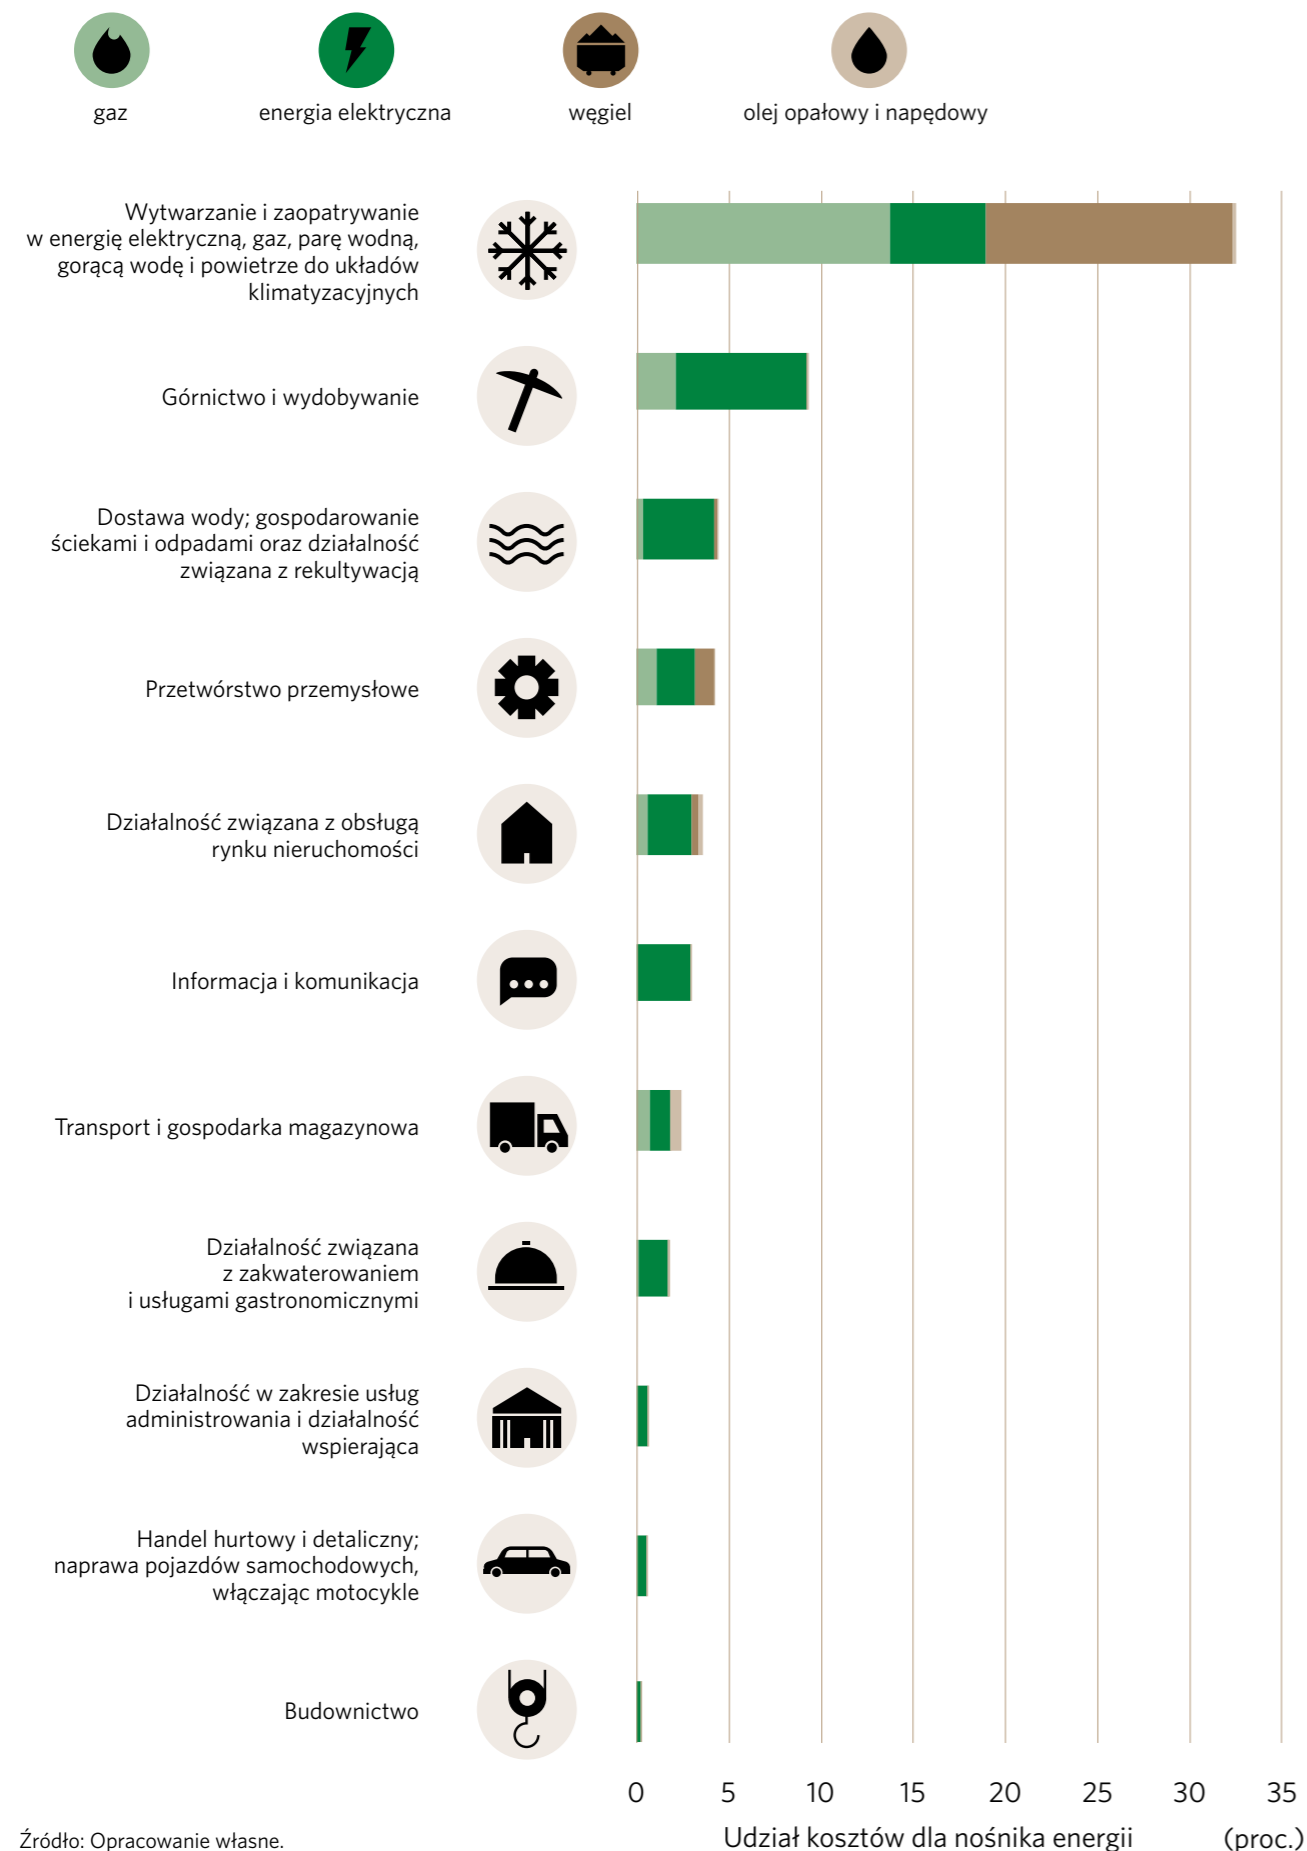 gaz
energia elektryczna
węgiel
olej opałowy i napędowy
Wytwarzanie i zaopatrywanie
w energię elektryczną, gaz, parę wodną,
gorącą wodę i powietrze do układów
klimatyzacyjnych
Górnictwo i wydobywanie
Dostawa wody; gospodarowanie
ściekami i odpadami oraz działalność
związana z rekultywacją
Przetwórstwo przemysłowe
Działalność związana z obsługą
rynku nieruchomości
Informacja i komunikacja
Transport i gospodarka magazynowa
Działalność związana
z zakwaterowaniem
i usługami gastronomicznymi
Działalność w zakresie usług
administrowania i działalność
wspierająca
Handel hurtowy i detaliczny;
naprawa pojazdów samochodowych,
włączając motocykle
Budownictwo
0 5 10 15 20 25 30 35
Udział kosztów dla nośnika energii (proc.)
Źródło: Opracowanie własne.